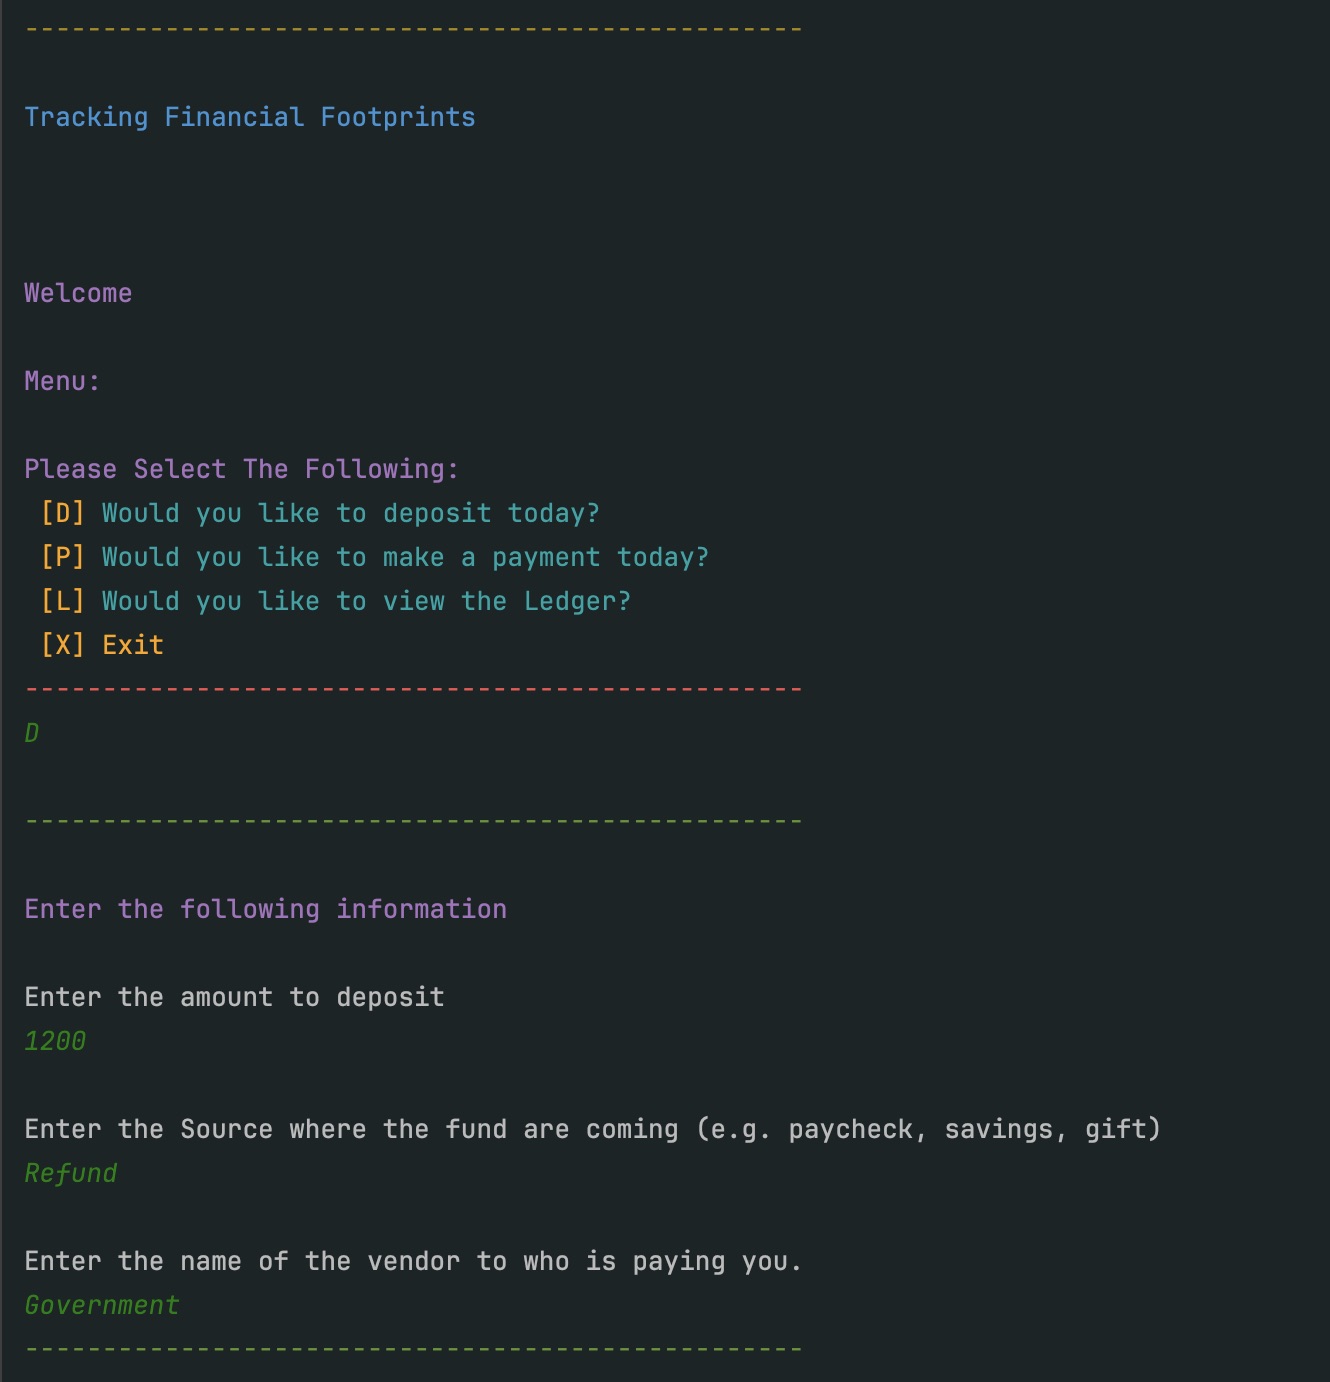 --------------------------------------------------
Tracking Financial Footprints
Welcome
Menu:
Please Select The Following:
[D] Would you like to deposit today?
[P] Would you like to make a payment today?
[L] Would you like to view the Ledger?
[X] Exit
--------------------------------------------------
D
--------------------------------------------------
Enter the following information
Enter the amount to deposit
1200
Enter the Source where the fund are coming (e.g. paycheck, savings, gift)
Refund
Enter the name of the vendor to who is paying you.
Government
--------------------------------------------------